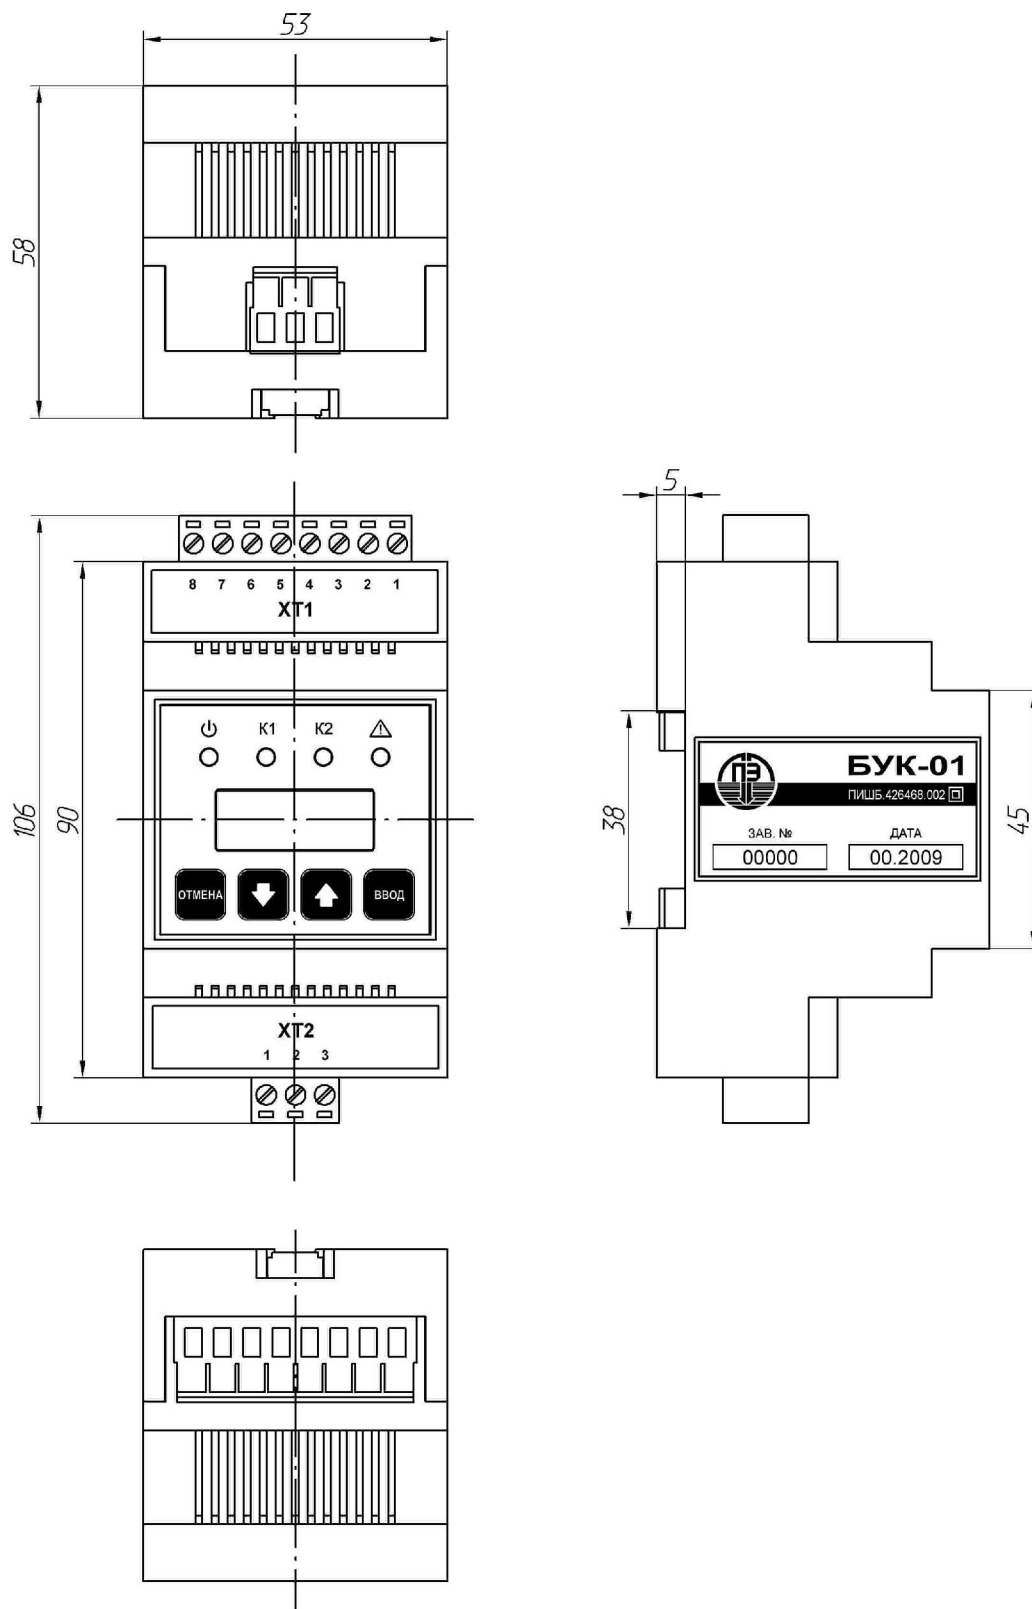 53
58
5
8 7 6 5 4 3 2 1
XT1
K1 K2
106
90
ОТМЕНА ВВОД
38
45
ПЭ
БУК-01
ПИШБ.426468.002
ЗАВ. № ДАТА
00000 00.2009
XT2
1 2 3